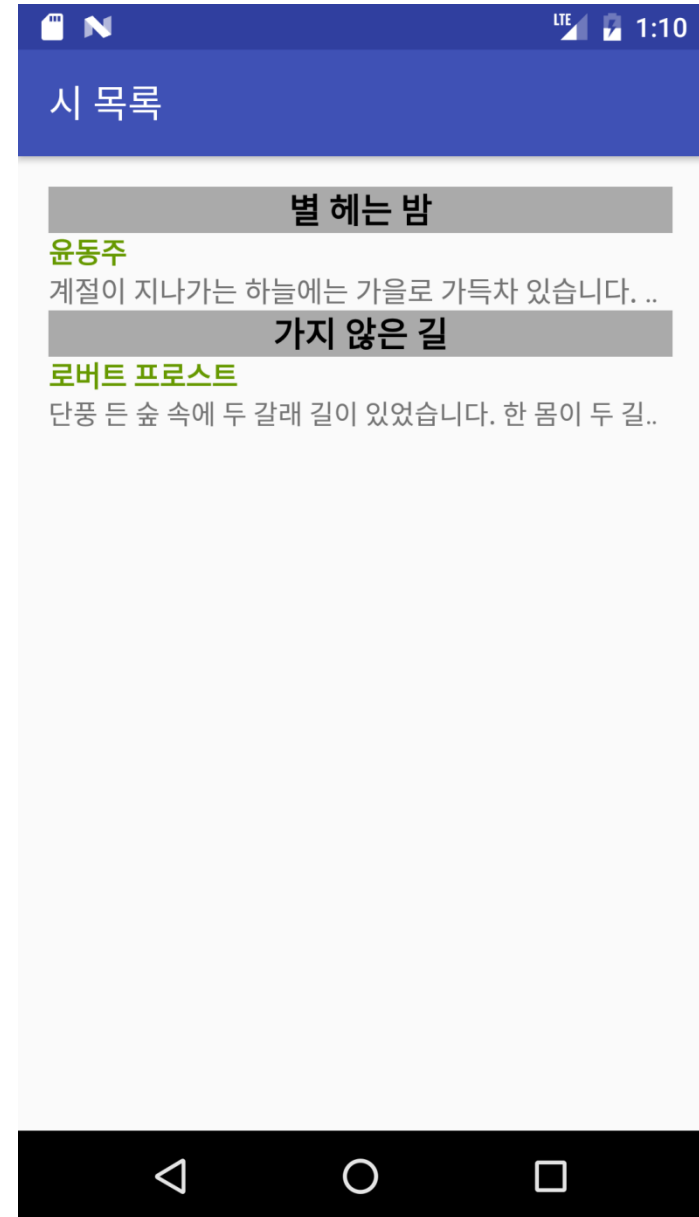 LTE 1:10
시 목록
별 헤는 밤
윤동주
계절이 지나가는 하늘에는 가을로 가득차 있습니다. ..
가지 않은 길
로버트 프로스트
단풍 든 숲 속에 두 갈래 길이 있었습니다. 한 몸이 두 길..